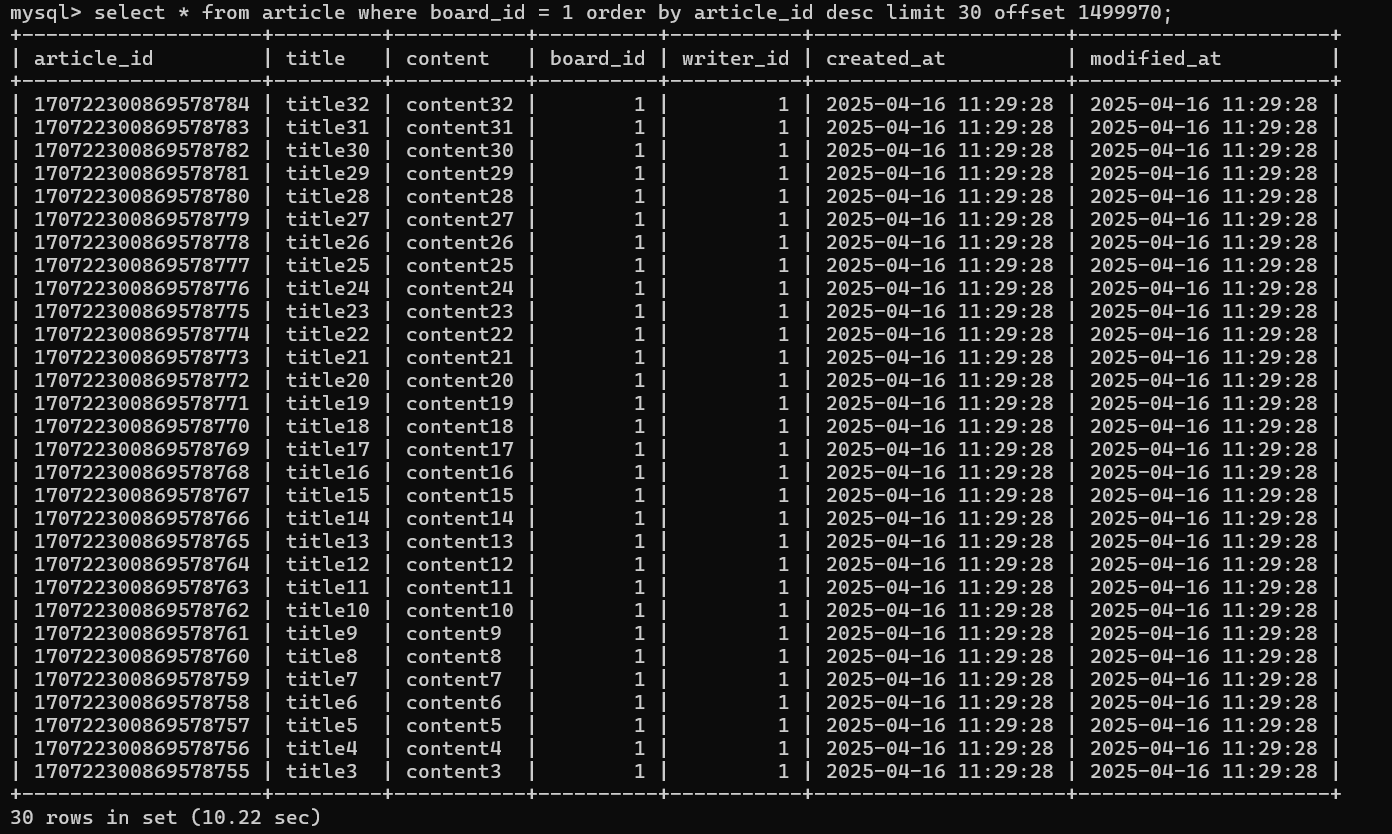 mysql> select * from article where board_id = 1 order by article_id desc limit 30 offset 1499970;
+--------------------+---------+-----------+----------+-----------+---------------------+---------------------+
| article_id         | title   | content   | board_id | writer_id | created_at          | modified_at         |
+--------------------+---------+-----------+----------+-----------+---------------------+---------------------+
| 170722300869578784 | title32 | content32 |        1 |         1 | 2025-04-16 11:29:28 | 2025-04-16 11:29:28 |
| 170722300869578783 | title31 | content31 |        1 |         1 | 2025-04-16 11:29:28 | 2025-04-16 11:29:28 |
| 170722300869578782 | title30 | content30 |        1 |         1 | 2025-04-16 11:29:28 | 2025-04-16 11:29:28 |
| 170722300869578781 | title29 | content29 |        1 |         1 | 2025-04-16 11:29:28 | 2025-04-16 11:29:28 |
| 170722300869578780 | title28 | content28 |        1 |         1 | 2025-04-16 11:29:28 | 2025-04-16 11:29:28 |
| 170722300869578779 | title27 | content27 |        1 |         1 | 2025-04-16 11:29:28 | 2025-04-16 11:29:28 |
| 170722300869578778 | title26 | content26 |        1 |         1 | 2025-04-16 11:29:28 | 2025-04-16 11:29:28 |
| 170722300869578777 | title25 | content25 |        1 |         1 | 2025-04-16 11:29:28 | 2025-04-16 11:29:28 |
| 170722300869578776 | title24 | content24 |        1 |         1 | 2025-04-16 11:29:28 | 2025-04-16 11:29:28 |
| 170722300869578775 | title23 | content23 |        1 |         1 | 2025-04-16 11:29:28 | 2025-04-16 11:29:28 |
| 170722300869578774 | title22 | content22 |        1 |         1 | 2025-04-16 11:29:28 | 2025-04-16 11:29:28 |
| 170722300869578773 | title21 | content21 |        1 |         1 | 2025-04-16 11:29:28 | 2025-04-16 11:29:28 |
| 170722300869578772 | title20 | content20 |        1 |         1 | 2025-04-16 11:29:28 | 2025-04-16 11:29:28 |
| 170722300869578771 | title19 | content19 |        1 |         1 | 2025-04-16 11:29:28 | 2025-04-16 11:29:28 |
| 170722300869578770 | title18 | content18 |        1 |         1 | 2025-04-16 11:29:28 | 2025-04-16 11:29:28 |
| 170722300869578769 | title17 | content17 |        1 |         1 | 2025-04-16 11:29:28 | 2025-04-16 11:29:28 |
| 170722300869578768 | title16 | content16 |        1 |         1 | 2025-04-16 11:29:28 | 2025-04-16 11:29:28 |
| 170722300869578767 | title15 | content15 |        1 |         1 | 2025-04-16 11:29:28 | 2025-04-16 11:29:28 |
| 170722300869578766 | title14 | content14 |        1 |         1 | 2025-04-16 11:29:28 | 2025-04-16 11:29:28 |
| 170722300869578765 | title13 | content13 |        1 |         1 | 2025-04-16 11:29:28 | 2025-04-16 11:29:28 |
| 170722300869578764 | title12 | content12 |        1 |         1 | 2025-04-16 11:29:28 | 2025-04-16 11:29:28 |
| 170722300869578763 | title11 | content11 |        1 |         1 | 2025-04-16 11:29:28 | 2025-04-16 11:29:28 |
| 170722300869578762 | title10 | content10 |        1 |         1 | 2025-04-16 11:29:28 | 2025-04-16 11:29:28 |
| 170722300869578761 | title9  | content9  |        1 |         1 | 2025-04-16 11:29:28 | 2025-04-16 11:29:28 |
| 170722300869578760 | title8  | content8  |        1 |         1 | 2025-04-16 11:29:28 | 2025-04-16 11:29:28 |
| 170722300869578759 | title7  | content7  |        1 |         1 | 2025-04-16 11:29:28 | 2025-04-16 11:29:28 |
| 170722300869578758 | title6  | content6  |        1 |         1 | 2025-04-16 11:29:28 | 2025-04-16 11:29:28 |
| 170722300869578757 | title5  | content5  |        1 |         1 | 2025-04-16 11:29:28 | 2025-04-16 11:29:28 |
| 170722300869578756 | title4  | content4  |        1 |         1 | 2025-04-16 11:29:28 | 2025-04-16 11:29:28 |
| 170722300869578755 | title3  | content3  |        1 |         1 | 2025-04-16 11:29:28 | 2025-04-16 11:29:28 |
+--------------------+---------+-----------+----------+-----------+---------------------+---------------------+
30 rows in set (10.22 sec)